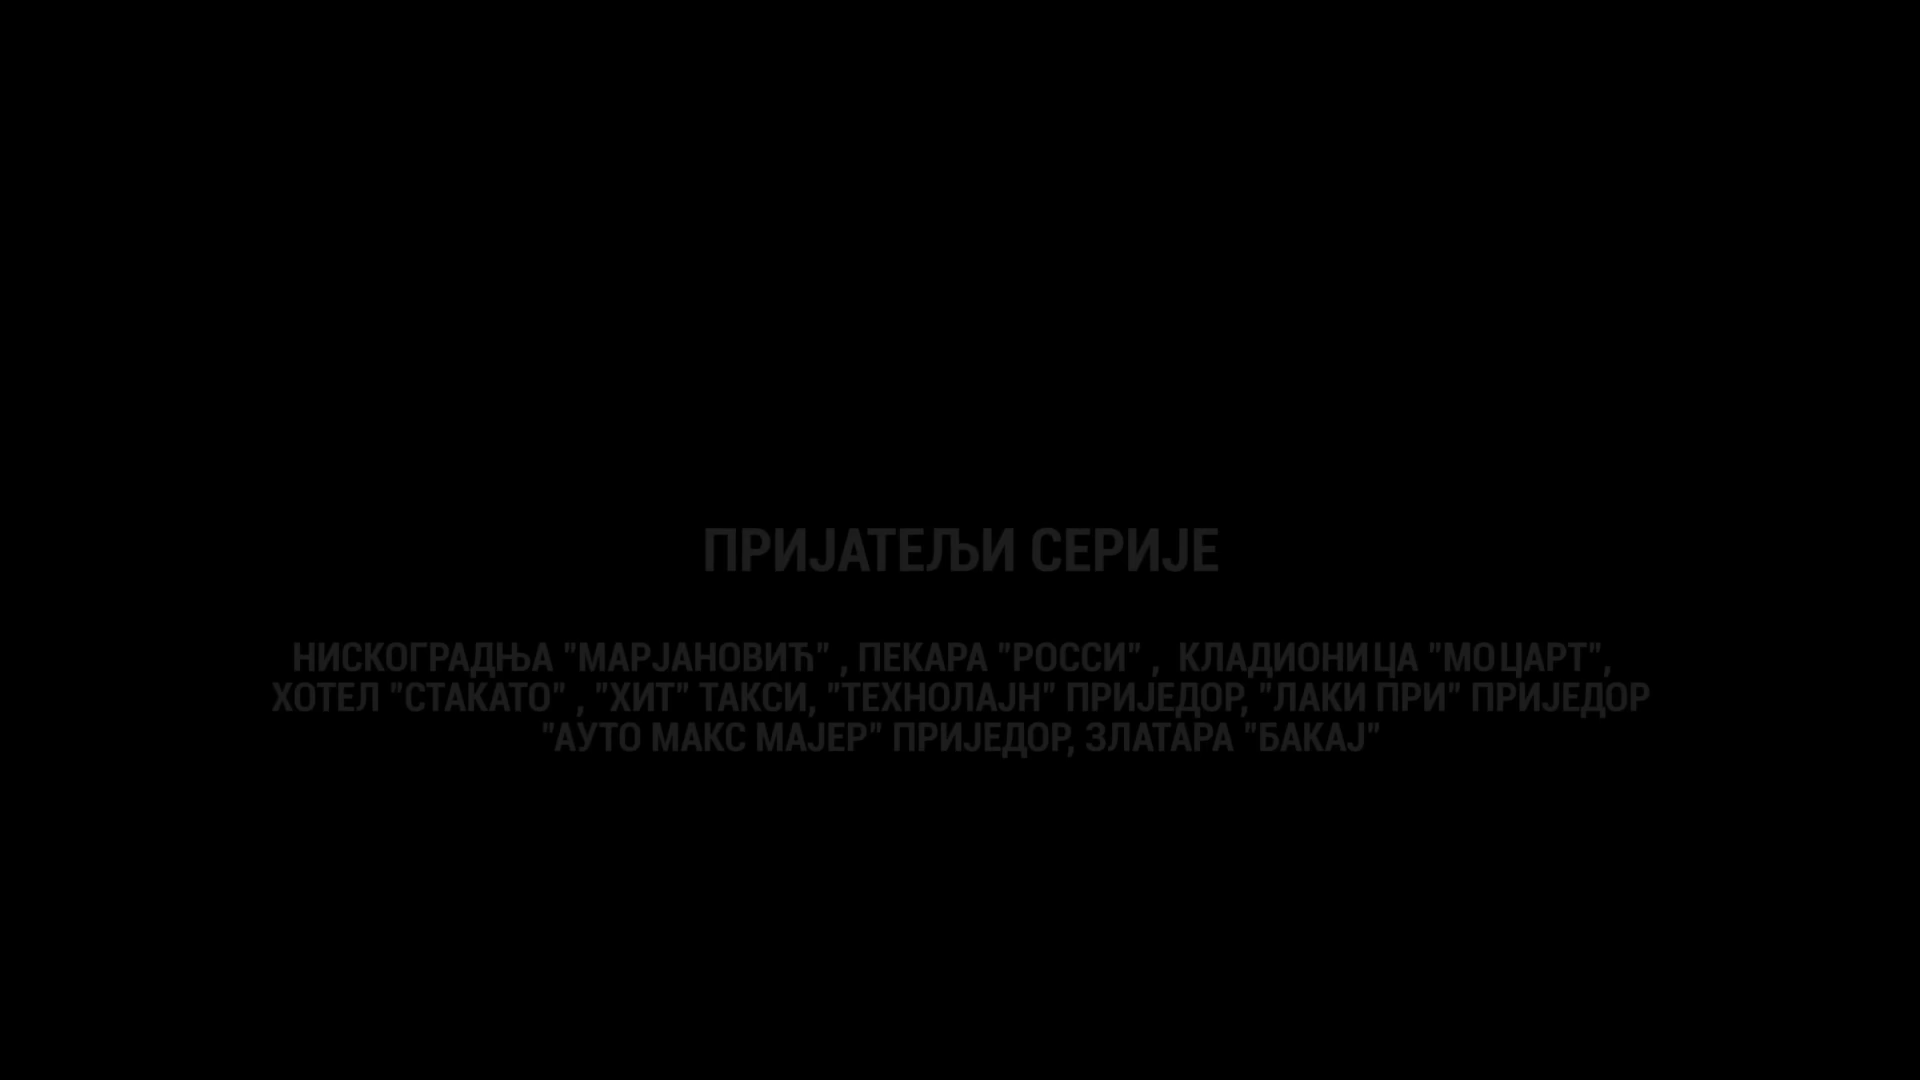 ПРИЈАТЕЉИ СЕРИЈЕ
НИСКОГРАДЊА "МАРЈАНОВИЋ" , ПЕКАРА "РОССИ" , КЛАДИОНИЦА "МОЦАРТ",
ХОТЕЛ "СТАКАТО" , "ХИТ" ТАКСИ, "ТЕХНОЛАЈН" ПРИЈЕДОР, "ЛАКИ ПРИ" ПРИЈЕДОР
"АУТО МАКС МАЈЕР" ПРИЈЕДОР, ЗЛАТАРА "БАКАЈ"